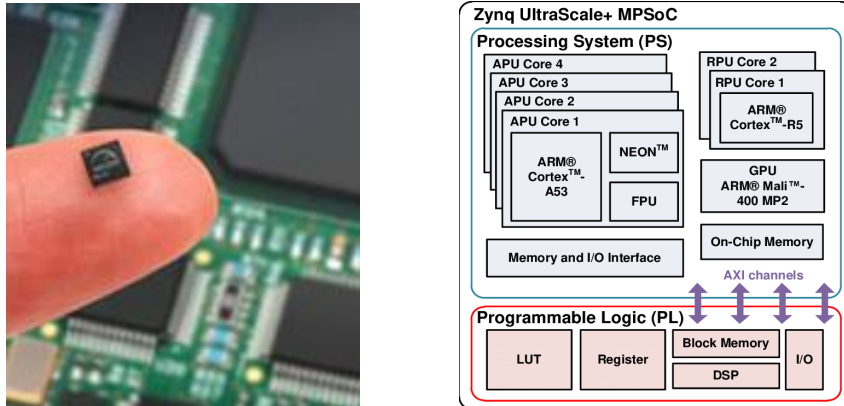 Zynq UltraScale+ MPSoC
Processing System (PS)
APU Core 4
APU Core 3
APU Core 2
APU Core 1
ARM®
Cortex™-
A53
NEON™
FPU
RPU Core 2
RPU Core 1
ARM®
Cortex™-R5
GPU
ARM® Mali™-
400 MP2
Memory and I/O Interface
On-Chip Memory
AXI channels
Programmable Logic (PL)
LUT
Register
Block Memory
DSP
I/O